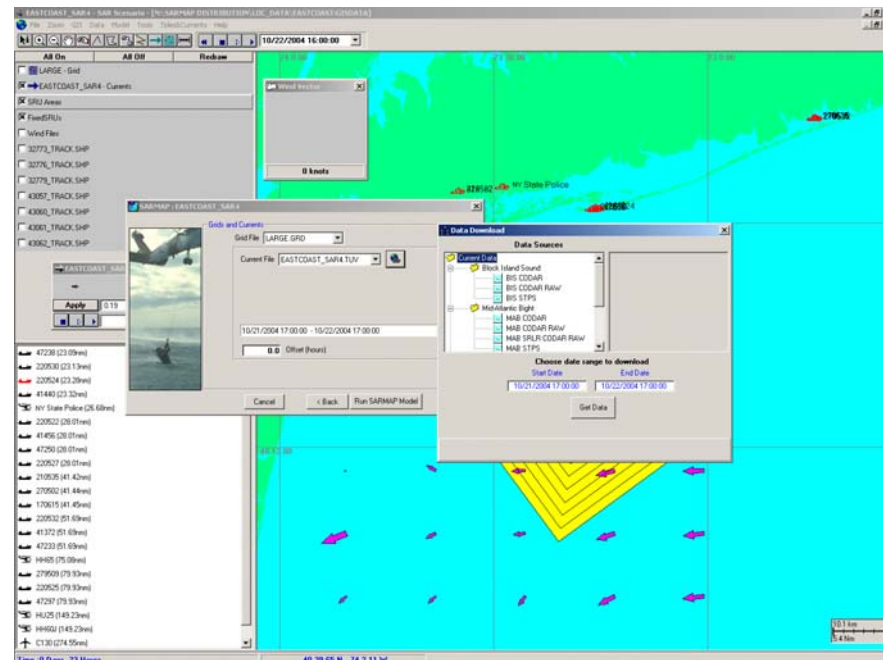 EASTCOAST_SAR4 - SAR Scenario - [N:\SARMAP DISTRIBUTION\LOC_DATA\EASTCOAST\GISDATA]
File Zoom GIS Data Model Tools Tides&Currents Help
10/22/2004 16:00:00
All On All Off Redraw
LARGE - Grid
EASTCOAST_SAR4 - Currents
SRU Areas
FixedSRUs
Wind Files
32773_TRACK.SHP
32776_TRACK.SHP
32779_TRACK.SHP
43057_TRACK.SHP
43060_TRACK.SHP
43061_TRACK.SHP
43062_TRACK.SHP
Wind Vector
0 knots
NY State Police
SARMAP : EASTCOAST_SAR4
Grids and Currents
Grid File LARGE.GRD
Current File EASTCOAST_SAR4.TUV
10/21/2004 17:00:00 - 10/22/2004 17:00:00
0.0 Offset (hours)
Cancel < Back Run SARMAP Model
Apply 0.19
Data Download
Data Sources
Current Data
Block Island Sound
BIS CODAR
BIS CODAR RAW
BIS STPS
Mid-Atlantic Bight
MAB CODAR
MAB CODAR RAW
MAB SRLR CODAR RAW
MAB STPS
Choose date range to download
Start Date End Date
10/21/2004 17:00:00 10/22/2004 17:00:00
Get Data
47238 (23.09nm)
220530 (23.13nm)
220524 (23.28nm)
41440 (23.32nm)
NY State Police (26.68nm)
220522 (28.01nm)
41456 (28.01nm)
47250 (28.01nm)
220527 (28.01nm)
210535 (41.42nm)
270502 (41.44nm)
170615 (41.45nm)
220532 (51.69nm)
41372 (51.69nm)
47233 (51.69nm)
HH65 (75.08nm)
279509 (79.93nm)
220525 (79.93nm)
47297 (79.93nm)
HU25 (149.23nm)
HH60J (149.23nm)
C130 (274.55nm)
10.1 km
5.4 Nm